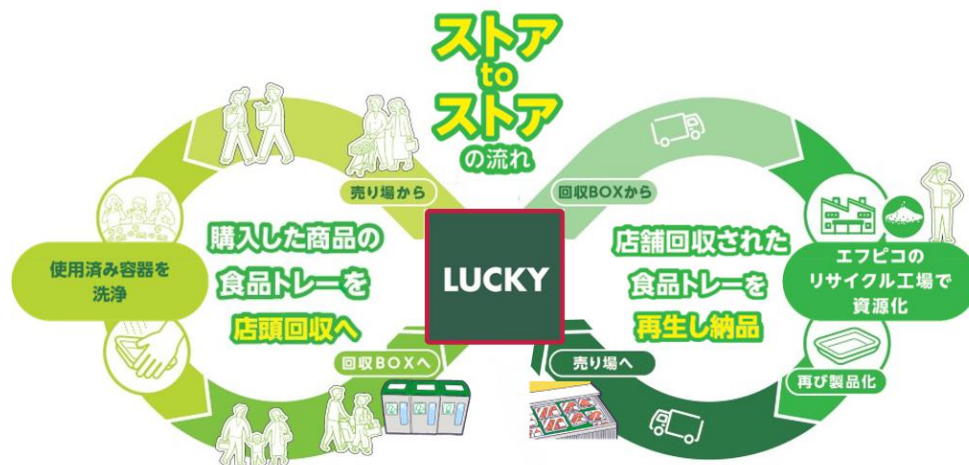 ストア
to
ストア
の流れ
売り場から
購入した商品の
食品トレーを
店頭回収へ
使用済み容器を
洗浄
回収BOXへ
LUCKY
回収BOXから
店舗回収された
食品トレーを
再生し納品
エフピコの
リサイクル工場で
資源化
再び製品化
売り場へ